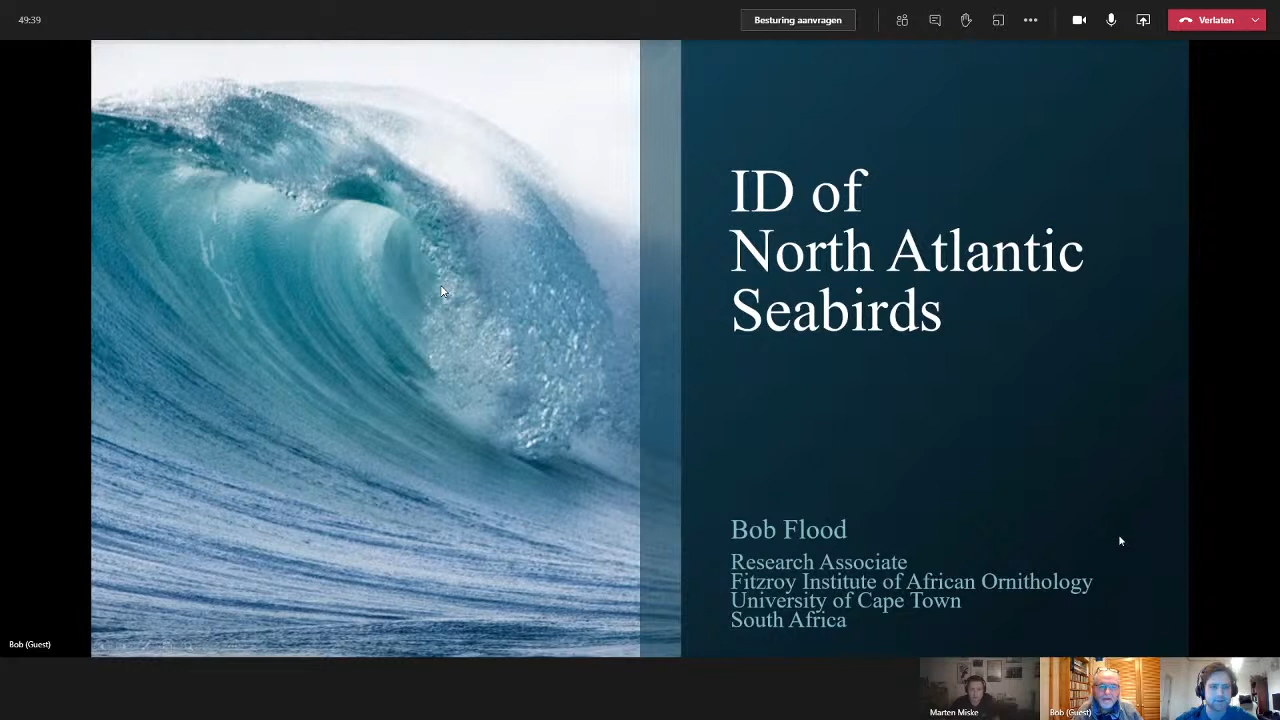 49:39
Besturing aanvragen
Verlaten
ID of
North Atlantic
Seabirds
Bob Flood
Research Associate
Fitzroy Institute of African Ornithology
University of Cape Town
South Africa
Bob (Guest)
Marten Miske
Bob (Guest)